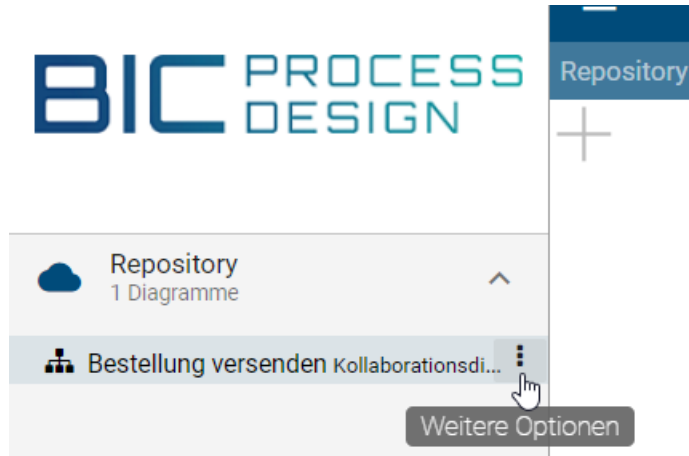 BIC PROCESS
DESIGN
Repository
Repository
1 Diagramme
Bestellung versenden Kollaborationsdi...
Weitere Optionen